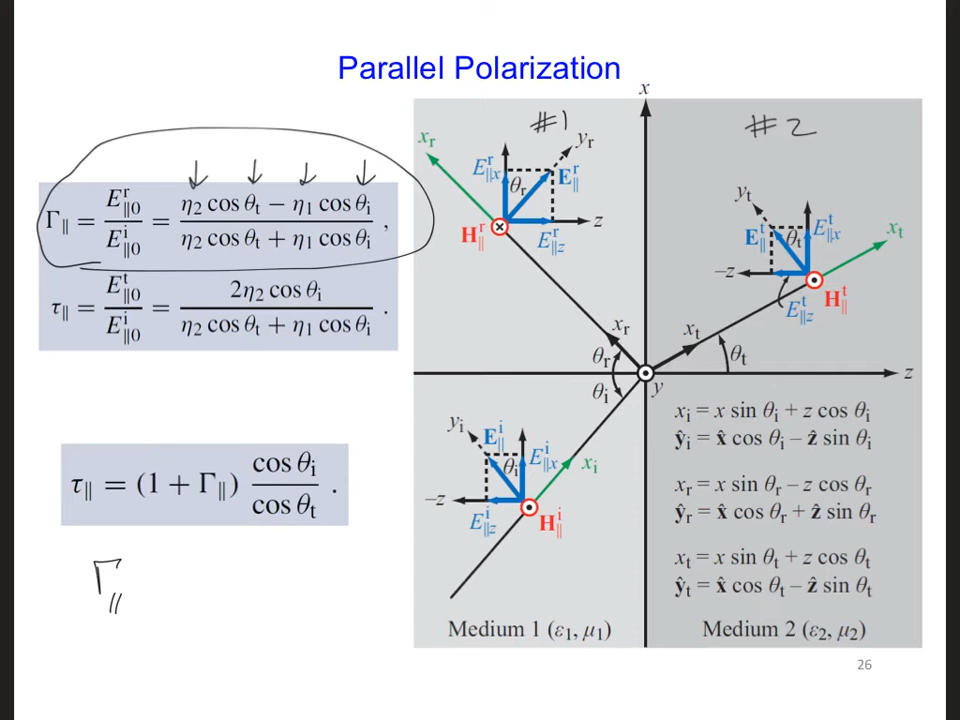 Parallel Polarization
Γ∥ = E^r_∥0 / E^i_∥0 = (η₂ cos θt − η₁ cos θi) / (η₂ cos θt + η₁ cos θi) ,
τ∥ = E^t_∥0 / E^i_∥0 = 2η₂ cos θi / (η₂ cos θt + η₁ cos θi) .
τ∥ = (1 + Γ∥) cos θi / cos θt .
Γ∥
#1
#2
x
xr
yr
E^r_∥x
θr
E^r_∥
z
H^r_∥
E^r_∥z
yt
E^t_∥
θt
E^t_∥x
xt
−z
E^t_∥z
H^t_∥
xr
xt
θr
θt
θi
y
z
yi
E^i_∥
θi
E^i_∥x
xi
−z
E^i_∥z
H^i_∥
xi = x sin θi + z cos θi
ŷi = x̂ cos θi − ẑ sin θi
xr = x sin θr − z cos θr
ŷr = x̂ cos θr + ẑ sin θr
xt = x sin θt + z cos θt
ŷt = x̂ cos θt − ẑ sin θt
Medium 1 (ε₁, μ₁)
Medium 2 (ε₂, μ₂)
26